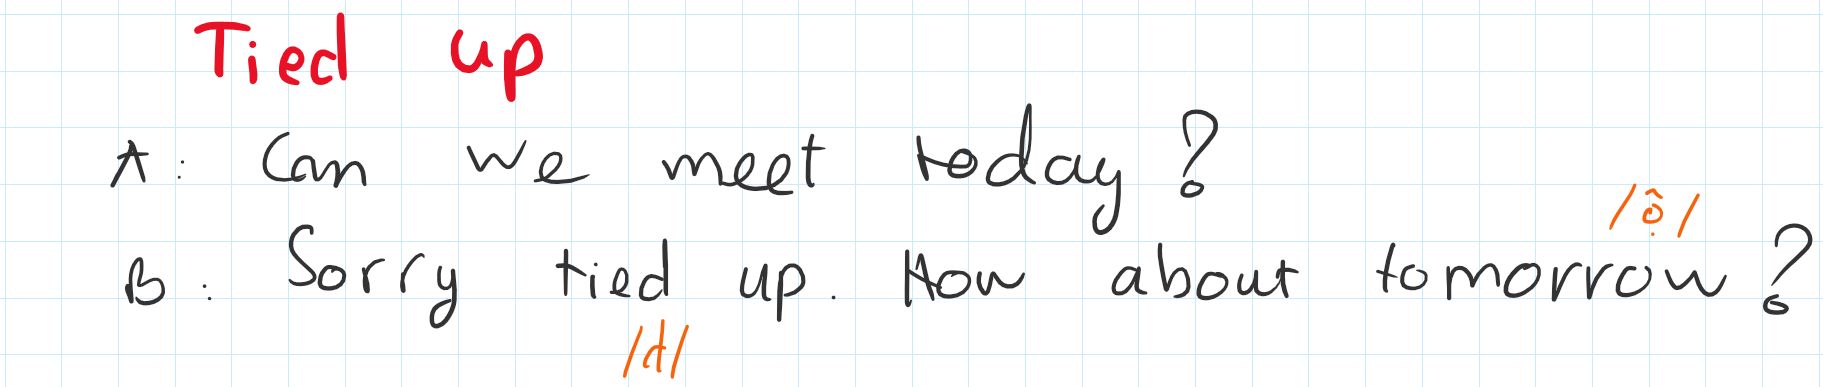 Tied up
A: Can we meet today?
/ộ/
B: Sorry tied up. How about tomorrow?
/d/